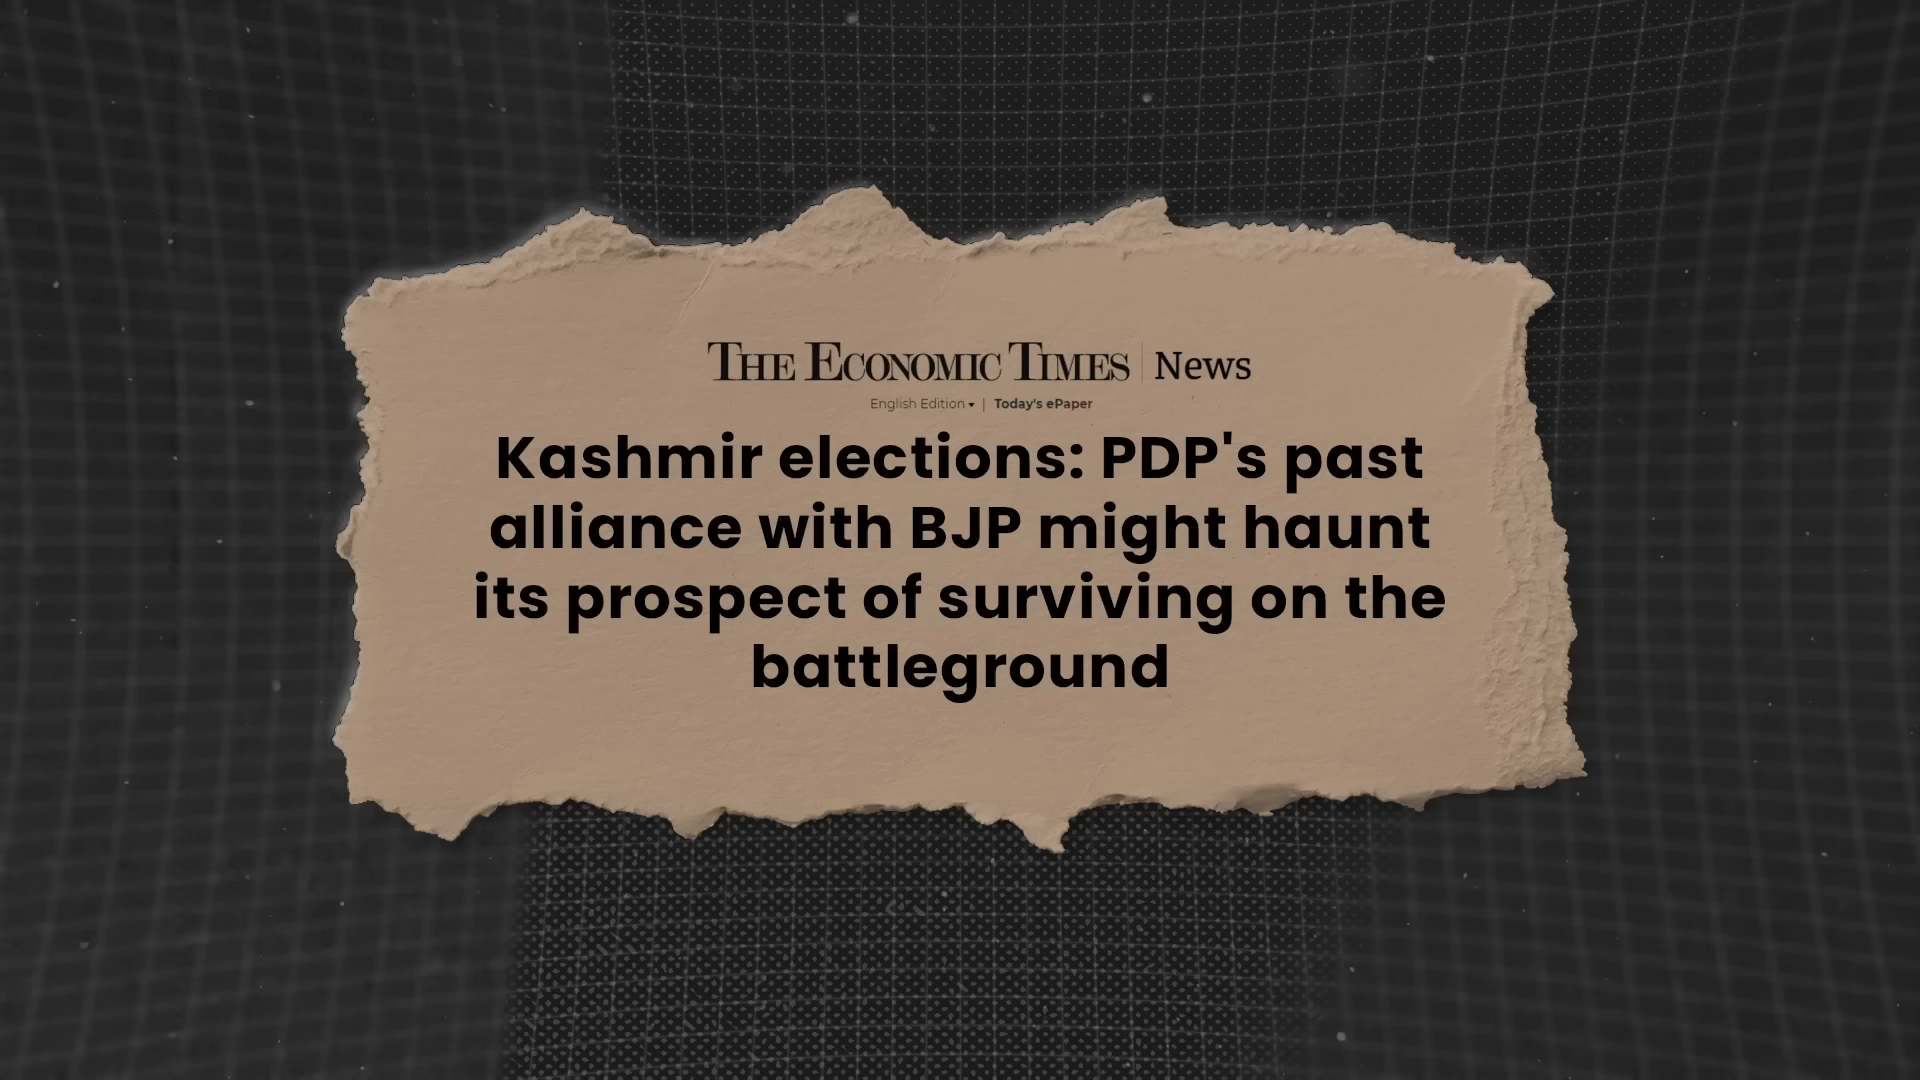 THE ECONOMIC TIMES | News
English Edition ▾ | Today's ePaper
Kashmir elections: PDP's past
alliance with BJP might haunt
its prospect of surviving on the
battleground